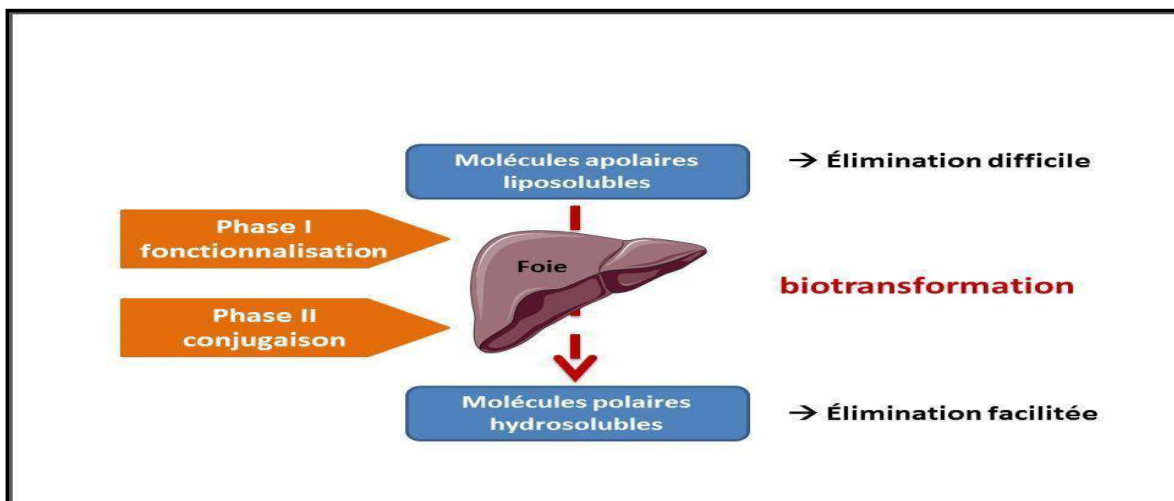 Molécules apolaires
liposolubles
→ Élimination difficile
Phase I
fonctionnalisation
Foie
biotransformation
Phase II
conjugaison
Molécules polaires
hydrosolubles
→ Élimination facilitée